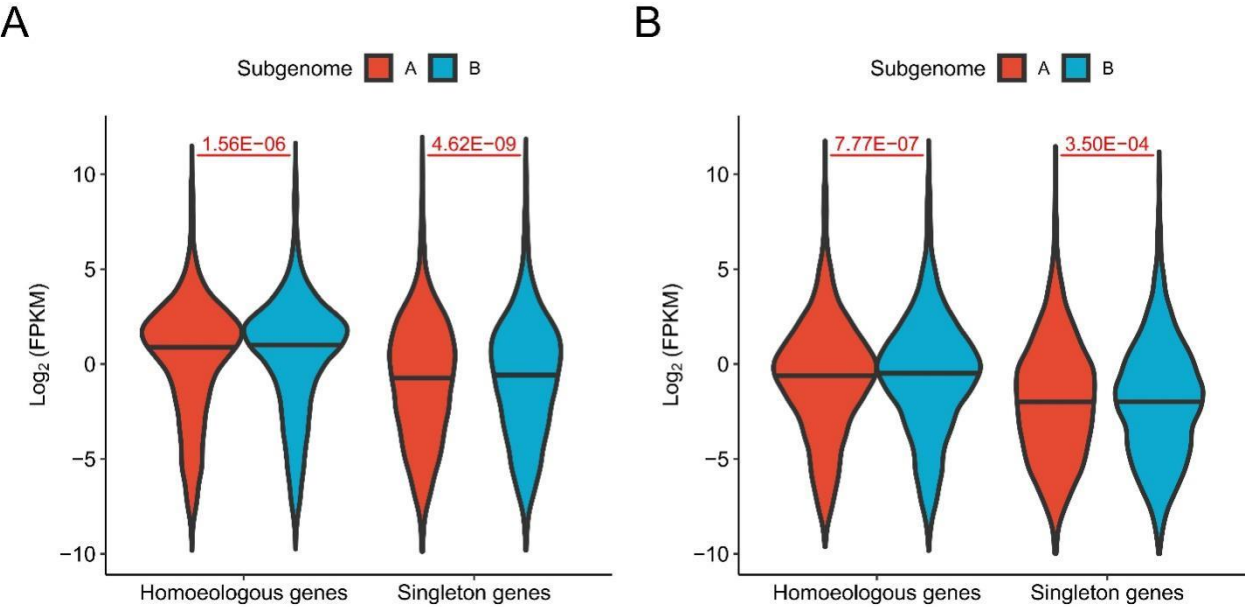 A
Subgenome A B
1.56E−06
4.62E−09
10
5
0
−5
−10
Log2 (FPKM)
Homoeologous genes
Singleton genes
B
Subgenome A B
7.77E−07
3.50E−04
10
5
0
−5
−10
Log2 (FPKM)
Homoeologous genes
Singleton genes